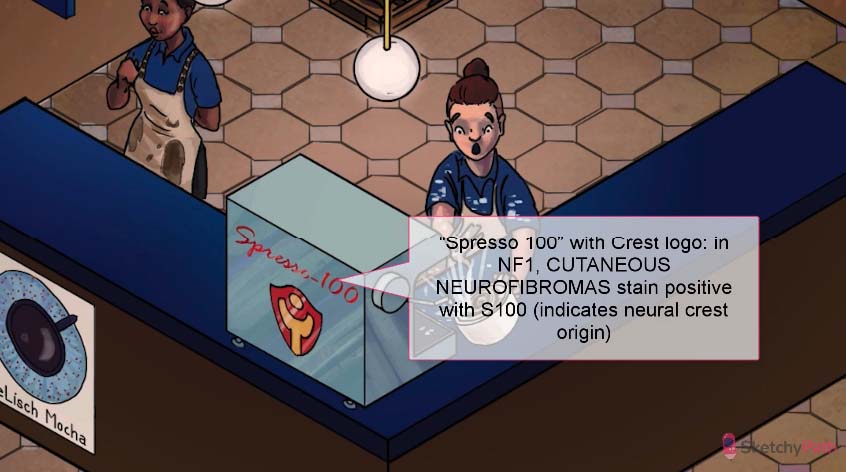 "Spresso 100" with Crest logo: in
NF1, CUTANEOUS
NEUROFIBROMAS stain positive
with S100 (indicates neural crest
origin)
Spresso-100
eLisch Mocha
SketchyPath